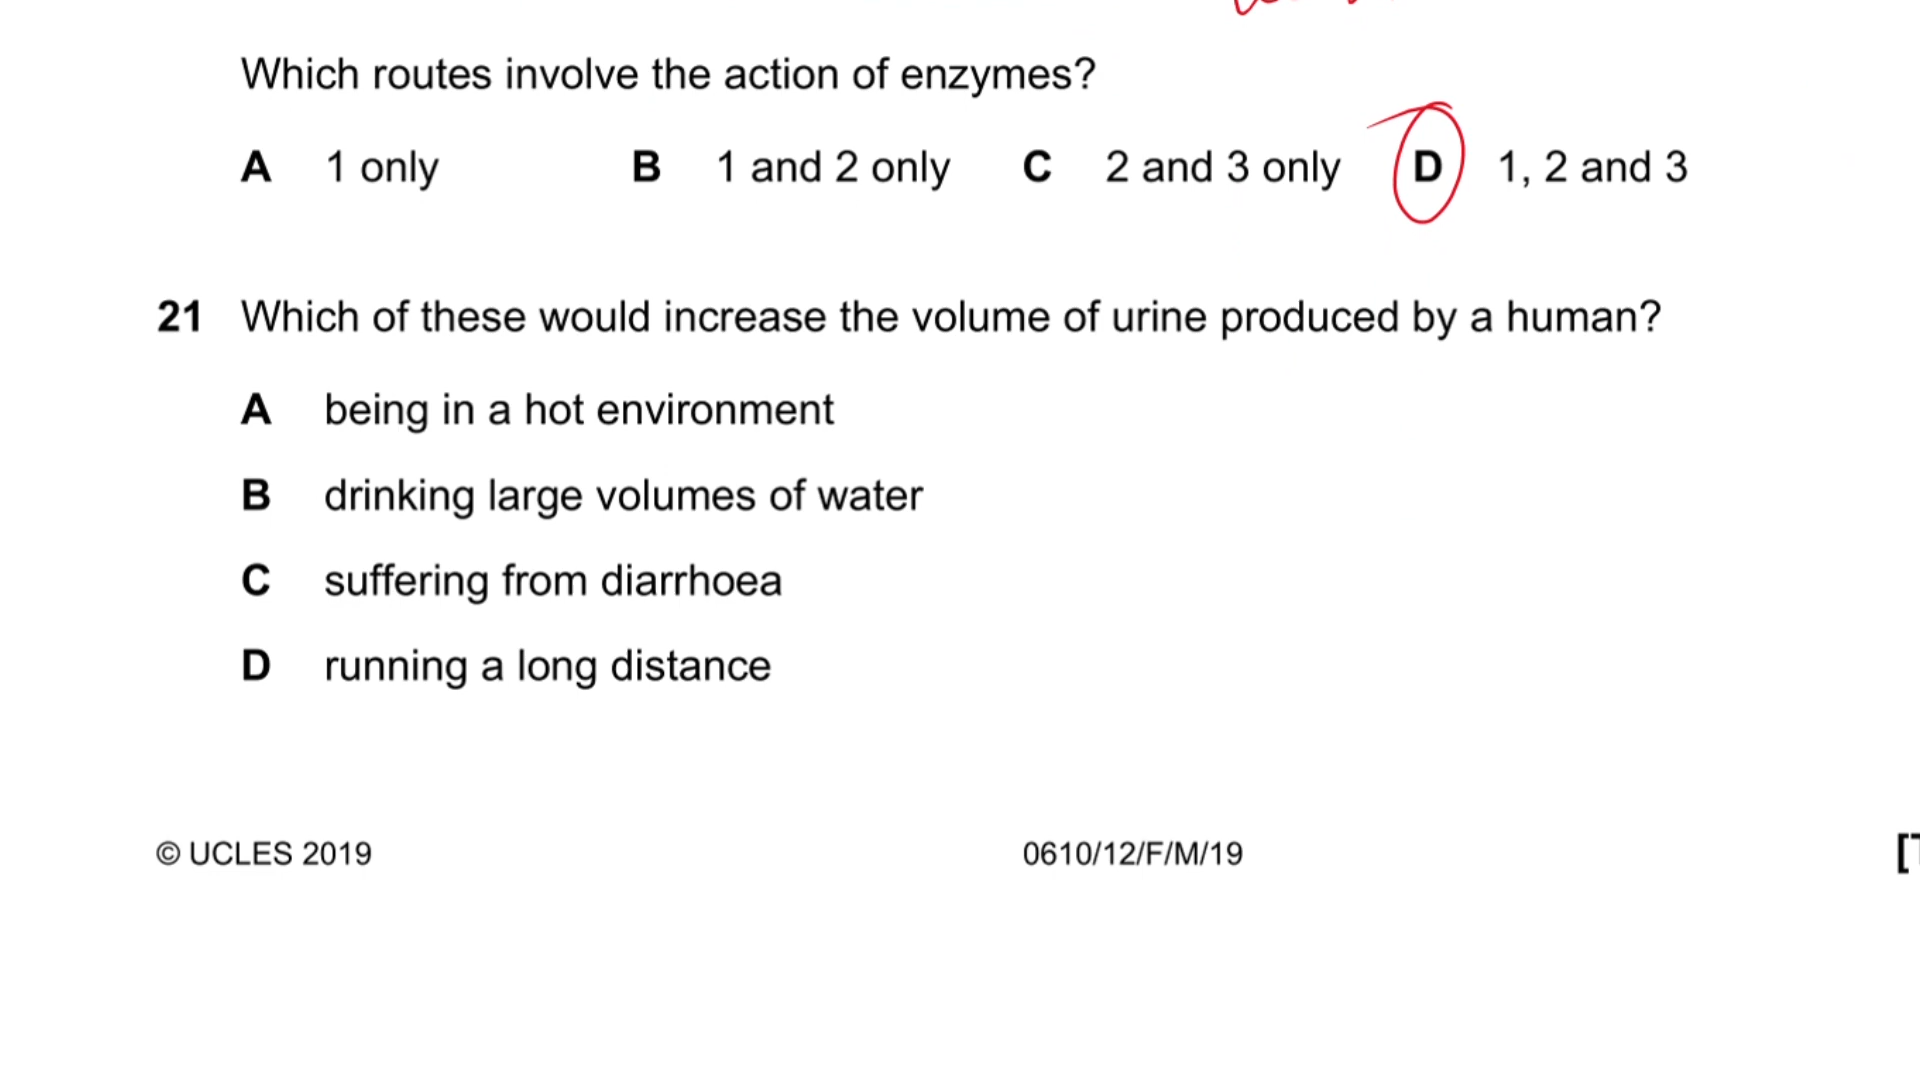 Which routes involve the action of enzymes?
A 1 only B 1 and 2 only C 2 and 3 only D 1, 2 and 3
21 Which of these would increase the volume of urine produced by a human?
A being in a hot environment
B drinking large volumes of water
C suffering from diarrhoea
D running a long distance
© UCLES 2019 0610/12/F/M/19